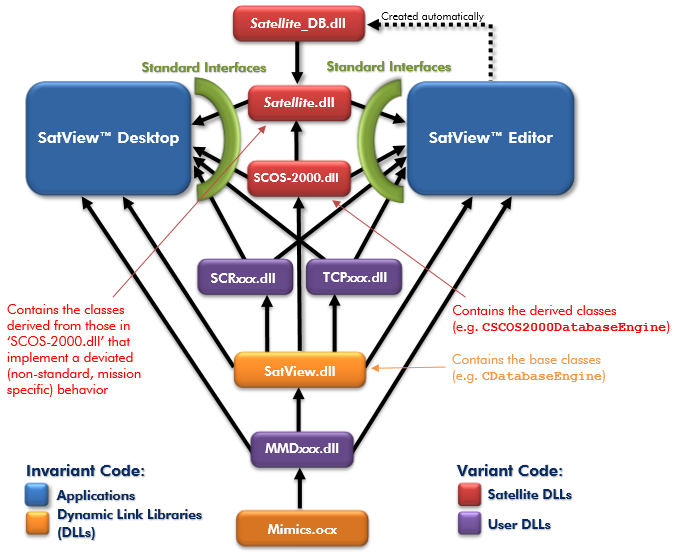 Satellite_DB.dll
Created automatically
Standard Interfaces
Standard Interfaces
SatView™ Desktop
Satellite.dll
SatView™ Editor
SCOS-2000.dll
SCRxxx.dll
TCPxxx.dll
Contains the classes
derived from those in
‘SCOS-2000.dll’ that
implement a deviated
(non-standard, mission
specific) behavior
Contains the derived classes
(e.g. CSCOS2000DatabaseEngine)
SatView.dll
Contains the base classes
(e.g. CDatabaseEngine)
MMDxxx.dll
Invariant Code:
Applications
Dynamic Link Libraries
(DLLs)
Mimics.ocx
Variant Code:
Satellite DLLs
User DLLs